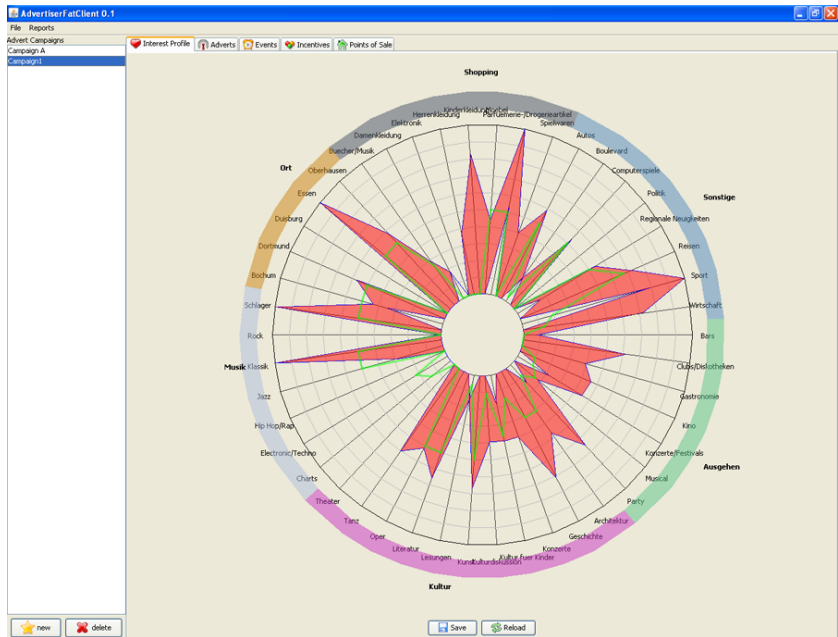 AdvertiserFatClient 0.1
File Reports
Advert Campaigns
Campaign A
Campaign1
Interest Profile Adverts Events Incentives Points of Sale
Shopping
Kinderkleidung Moebel
Herrenkleidung Parfuemerie-/Drogerieartikel
Elektronik Spielwaren
Damenkleidung Autos
Buecher/Musik Boulevard
Ort
Oberhausen Computerspiele
Essen Politik
Sonstige
Duisburg Regionale Neuigkeiten
Dortmund Reisen
Bochum Sport
Schlager Wirtschaft
Rock Bars
Musik Klassik Clubs/Diskotheken
Jazz Gastronomie
Hip Hop/Rap Kino
Electronic/Techno Konzerte/Festivals
Ausgehen
Charts Musical
Theater Party
Tanz Architektur
Oper Geschichte
Literatur Konzerte
Lesungen Kultur fuer Kinder
Kunst Kulturdiskussion
Kultur
new delete Save Reload